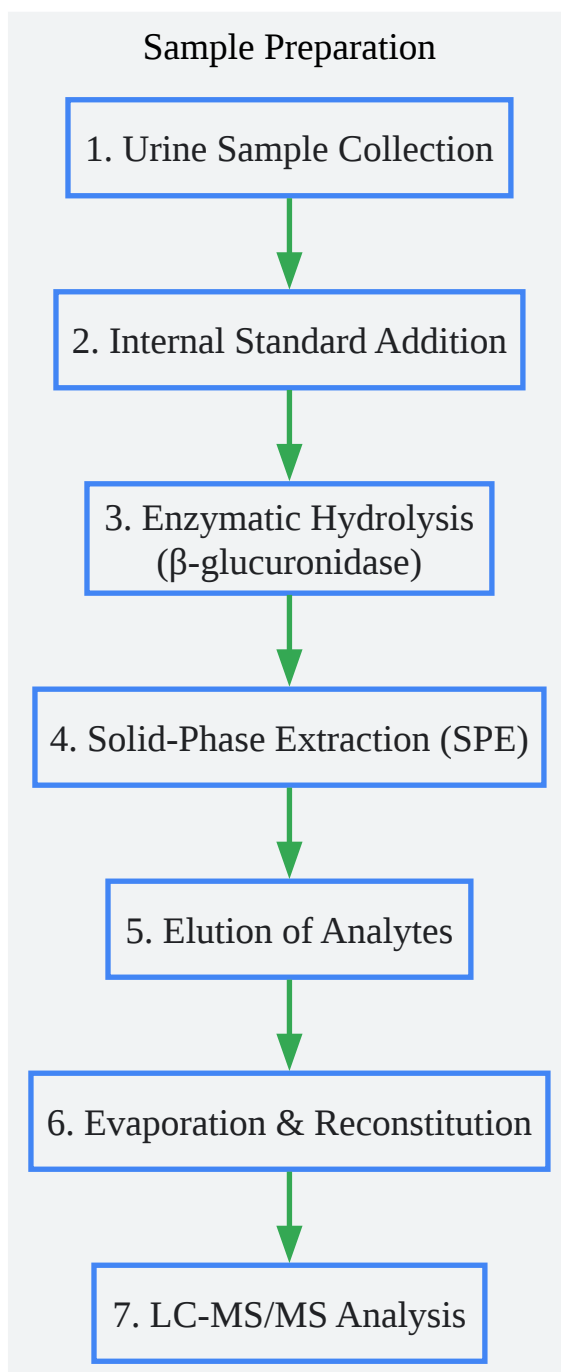 Sample Preparation
1. Urine Sample Collection
2. Internal Standard Addition
3. Enzymatic Hydrolysis
(β-glucuronidase)
4. Solid-Phase Extraction (SPE)
5. Elution of Analytes
6. Evaporation & Reconstitution
7. LC-MS/MS Analysis